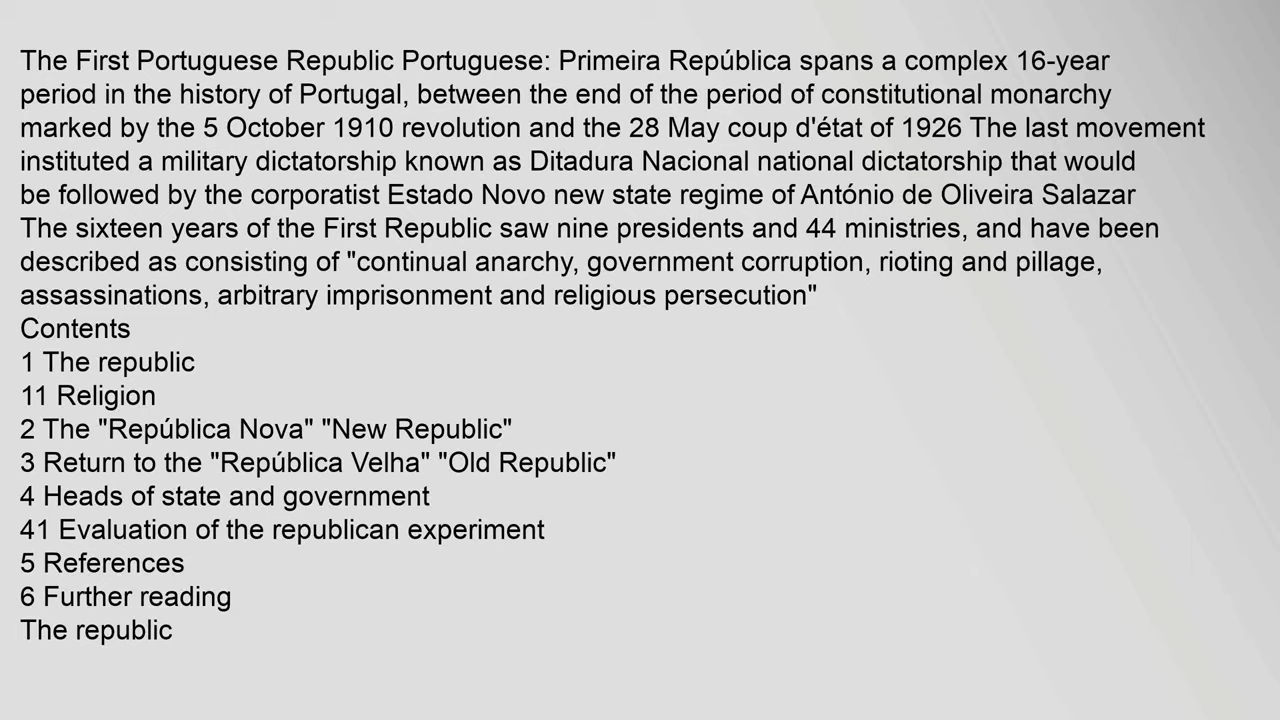 The First Portuguese Republic Portuguese: Primeira República spans a complex 16-year
period in the history of Portugal, between the end of the period of constitutional monarchy
marked by the 5 October 1910 revolution and the 28 May coup d'état of 1926 The last movement
instituted a military dictatorship known as Ditadura Nacional national dictatorship that would
be followed by the corporatist Estado Novo new state regime of António de Oliveira Salazar
The sixteen years of the First Republic saw nine presidents and 44 ministries, and have been
described as consisting of "continual anarchy, government corruption, rioting and pillage,
assassinations, arbitrary imprisonment and religious persecution"
Contents
1 The republic
11 Religion
2 The "República Nova" "New Republic"
3 Return to the "República Velha" "Old Republic"
4 Heads of state and government
41 Evaluation of the republican experiment
5 References
6 Further reading
The republic